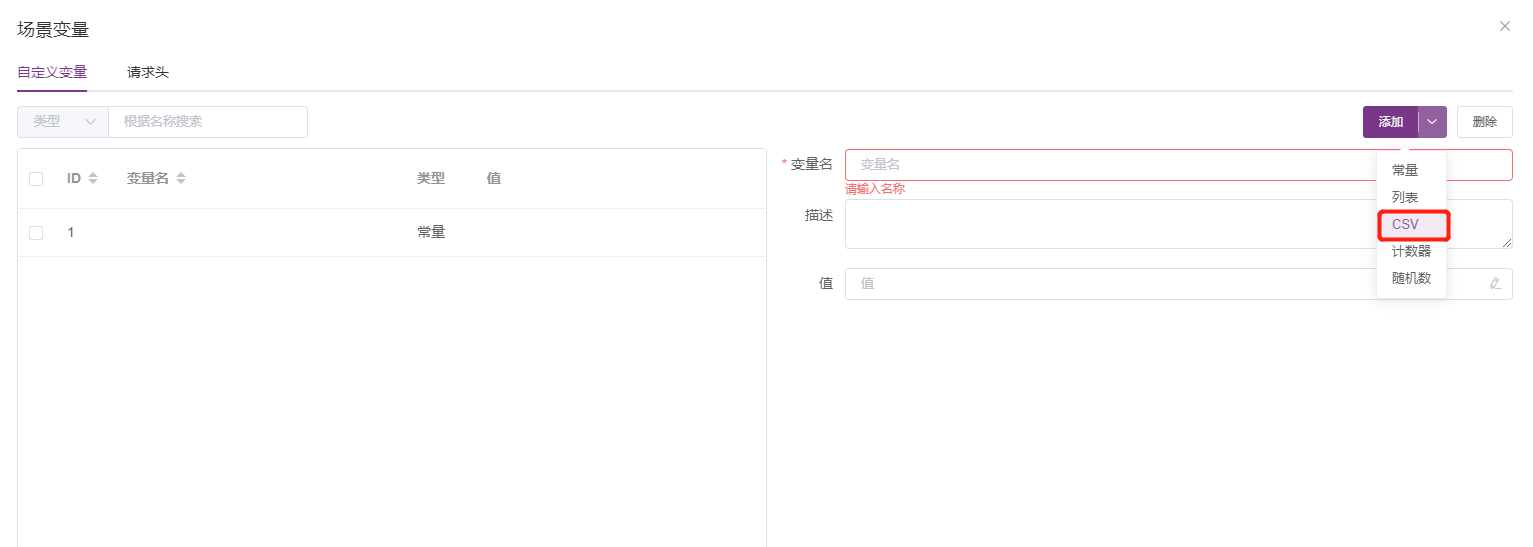 场景变量
自定义变量 请求头
类型 根据名称搜索 添加 删除
ID 变量名 类型 值
1 常量
* 变量名 变量名
请输入名称
描述
值 值
常量
列表
CSV
计数器
随机数